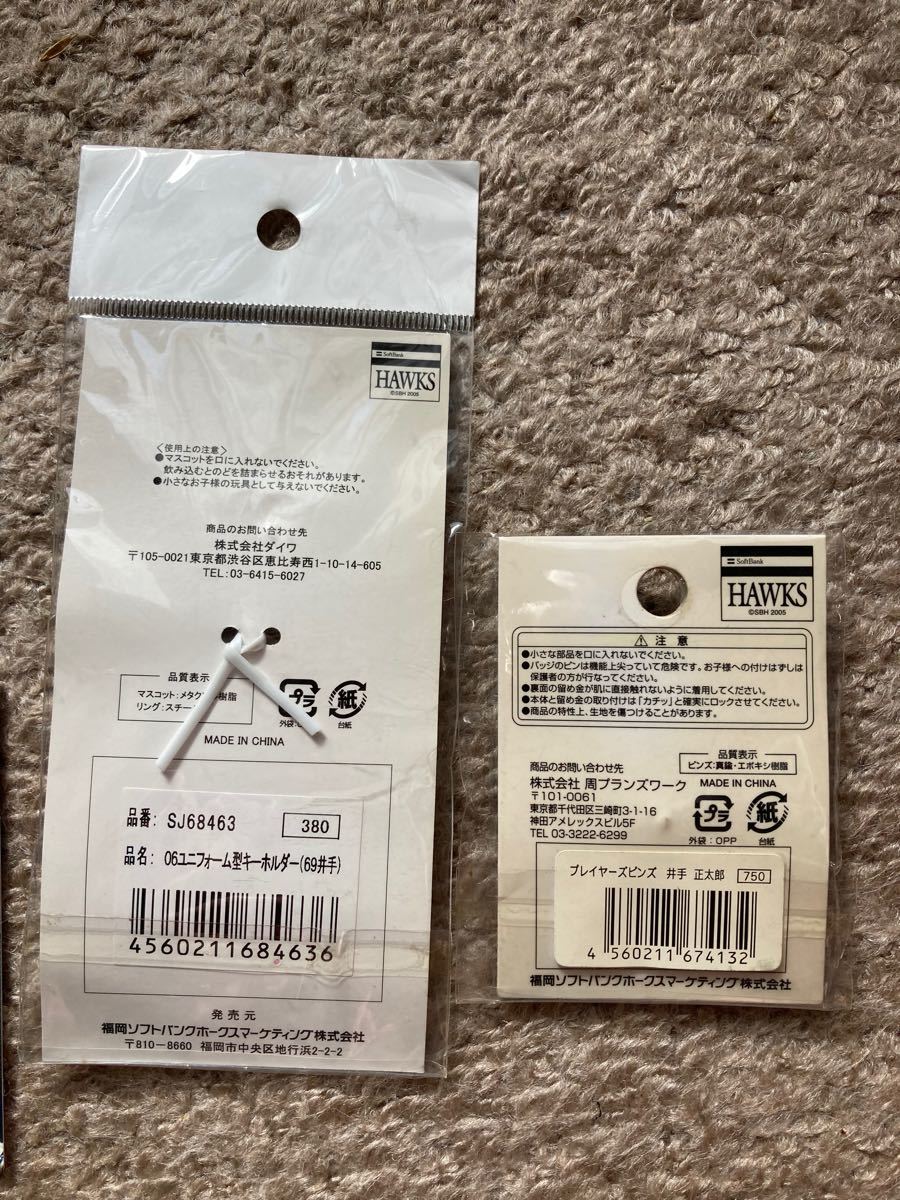 SoftBank
HAWKS
©SBH 2005
〈使用上の注意〉
●マスコットを口に入れないでください。
飲み込むとのどを詰まらせるおそれがあります。
●小さなお子様の玩具として与えないでください。
商品のお問い合わせ先
株式会社ダイワ
〒105-0021東京都渋谷区恵比寿西1-10-14-605
TEL:03-6415-6027
品質表示
マスコット:メタク 樹脂
リング:スチー
プラ
外袋:
紙
台紙
MADE IN CHINA
品番: SJ68463 380
品名: 06ユニフォーム型キーホルダー(69井手)
4560211684636
発売元
福岡ソフトバンクホークスマーケティング株式会社
〒810-8660 福岡市中央区地行浜2-2-2
SoftBank
HAWKS
©SBH 2005
⚠ 注意
●小さな部品を口に入れないでください。
●バッジのピンは機能上尖っていて危険です。お子様への付けはずしは
保護者の方が行なってください。
●裏面の留め金が肌に直接触れないように着用してください。
●本体と留め金の取り付けは「カチッ」と確実にロックさせてください。
●商品の特性上、生地を傷つけることがあります。
商品のお問い合わせ先
株式会社 周プランズワーク
〒101-0061
東京都千代田区三崎町3-1-16
神田アメレックスビル5F
TEL 03-3222-6299
品質表示
ピンズ:真鍮・エポキシ樹脂
MADE IN CHINA
プラ
外袋:OPP
紙
台紙
プレイヤーズピンズ 井手 正太郎 750
4 560211 674132
福岡ソフトバンクホークスマーケティング株式会社